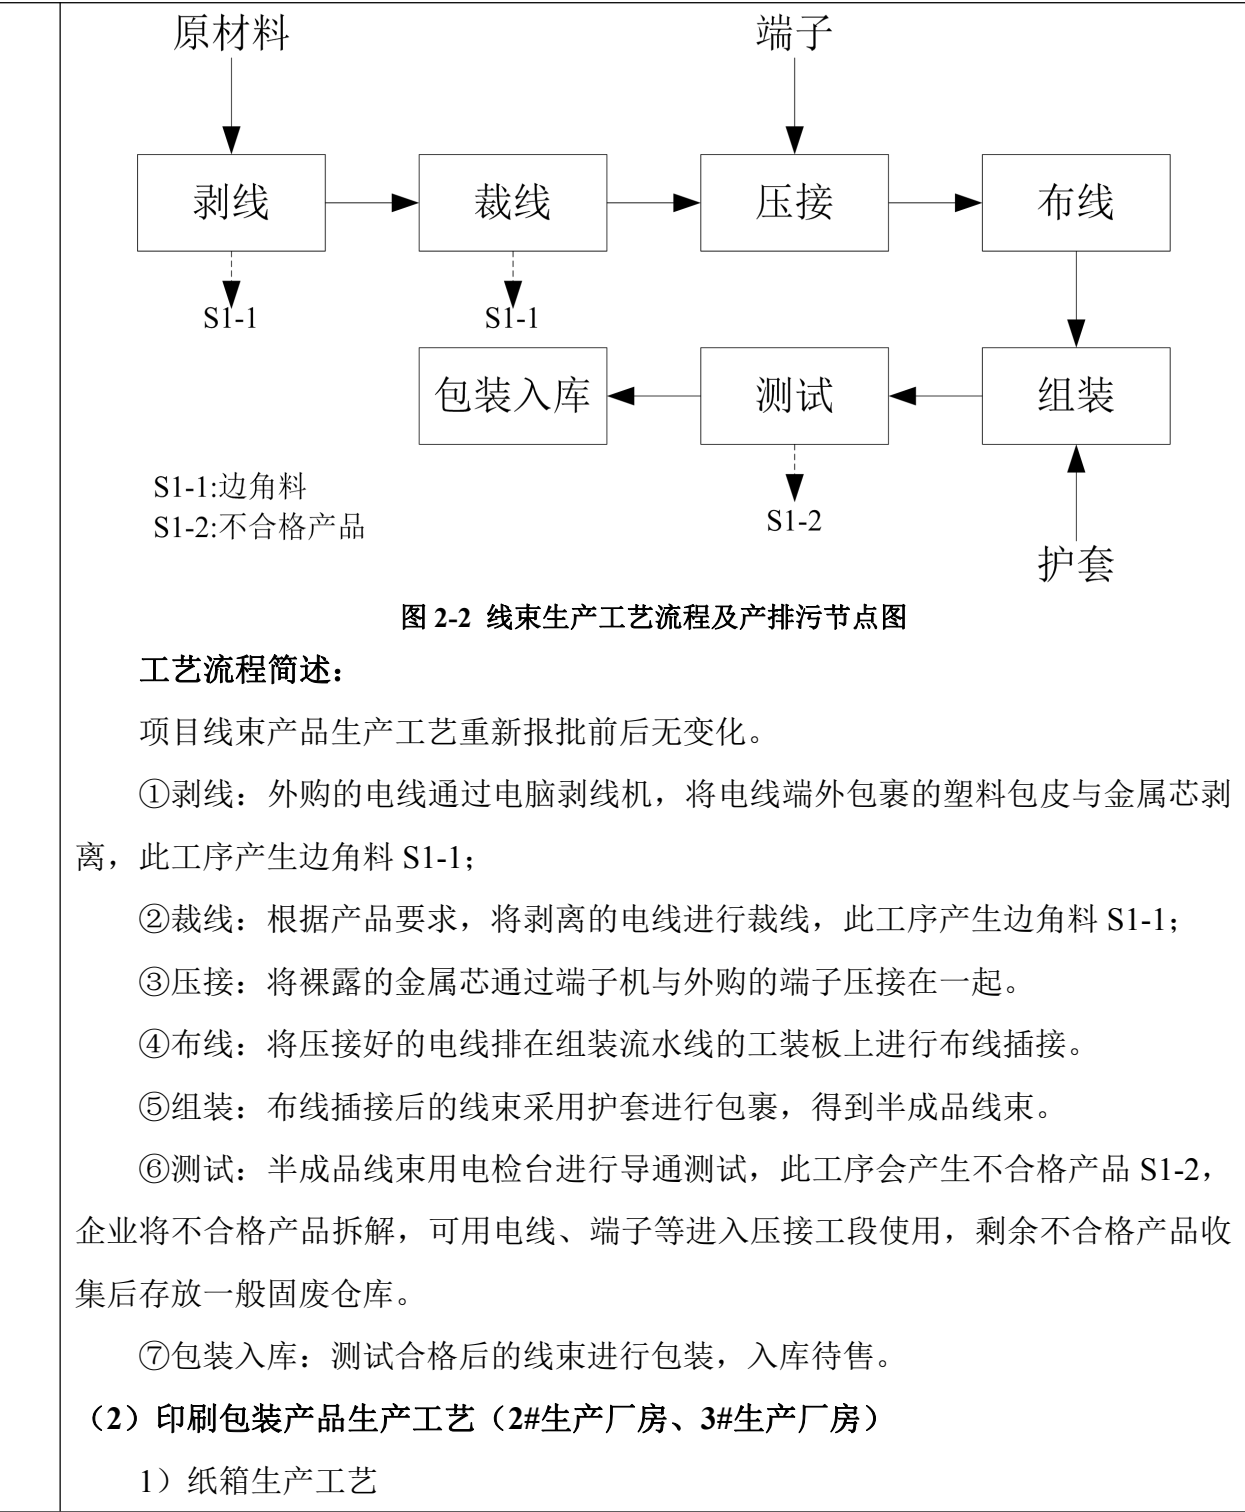 原材料
端子
剥线
裁线
压接
布线
S1-1
S1-1
包装入库
测试
组装
S1-1:边角料
S1-2:不合格产品
S1-2
护套
图 2-2 线束生产工艺流程及产排污节点图
工艺流程简述：
项目线束产品生产工艺重新报批前后无变化。
①剥线：外购的电线通过电脑剥线机，将电线端外包裹的塑料包皮与金属芯剥
离，此工序产生边角料 S1-1；
②裁线：根据产品要求，将剥离的电线进行裁线，此工序产生边角料 S1-1；
③压接：将裸露的金属芯通过端子机与外购的端子压接在一起。
④布线：将压接好的电线排在组装流水线的工装板上进行布线插接。
⑤组装：布线插接后的线束采用护套进行包裹，得到半成品线束。
⑥测试：半成品线束用电检台进行导通测试，此工序会产生不合格产品 S1-2，
企业将不合格产品拆解，可用电线、端子等进入压接工段使用，剩余不合格产品收
集后存放一般固废仓库。
⑦包装入库：测试合格后的线束进行包装，入库待售。
（2）印刷包装产品生产工艺（2#生产厂房、3#生产厂房）
1）纸箱生产工艺